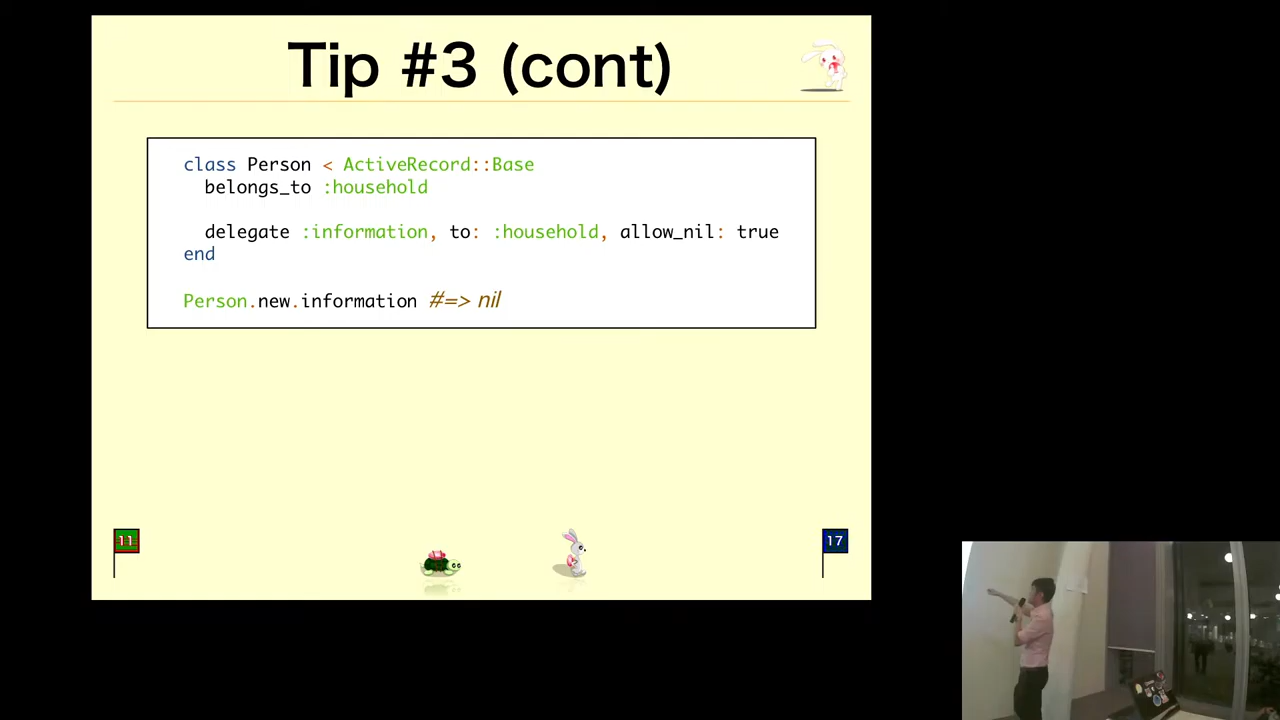 Tip #3 (cont)
class Person < ActiveRecord::Base
belongs_to :household
delegate :information, to: :household, allow_nil: true
end
Person.new.information #=> nil
11
17